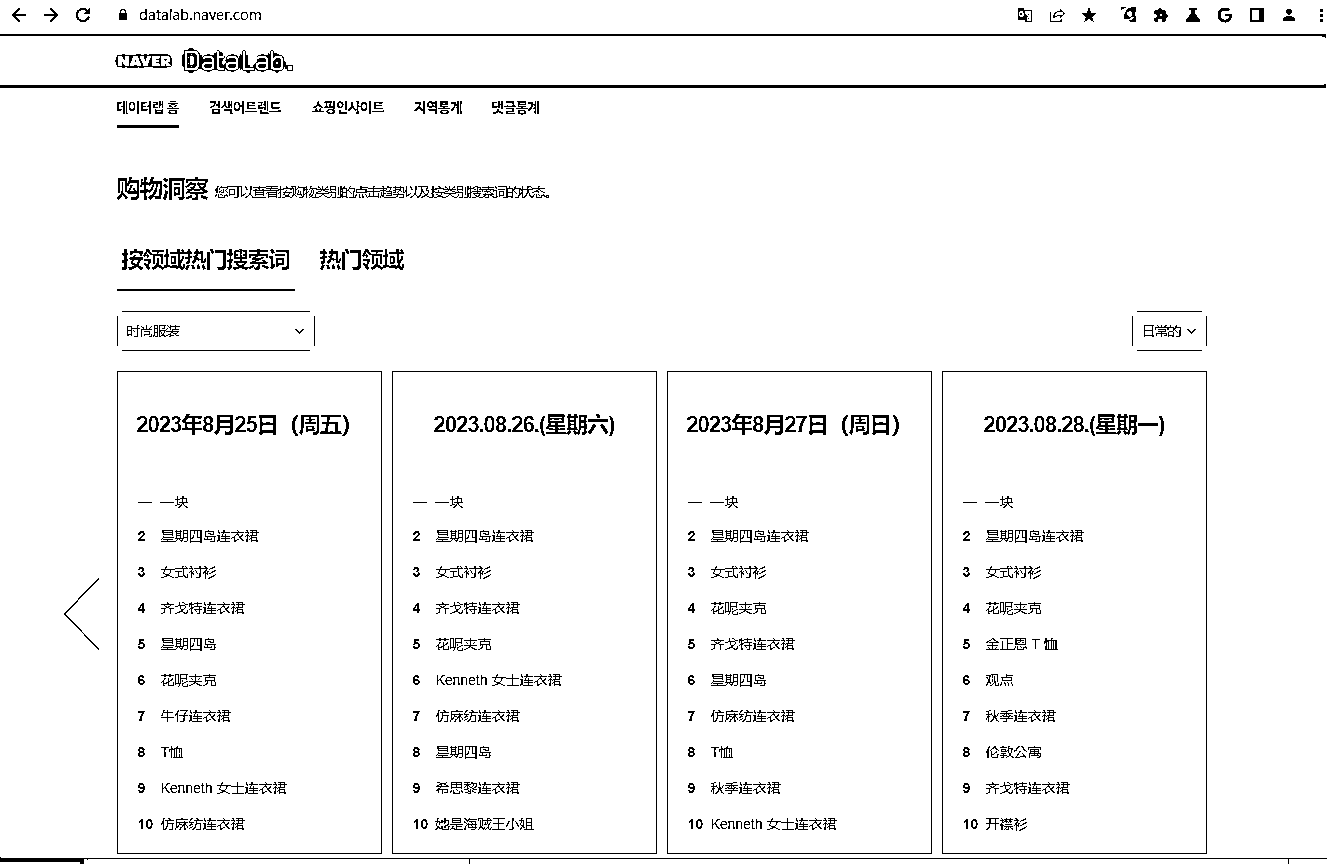 datalab.naver.com
NAVER DataLab.
데이터랩 홈 검색어트렌드 쇼핑인사이트 지역통계 댓글통계
购物洞察 您可以查看按购物类别的点击趋势以及按类别搜索词的状态。
按领域热门搜索词 热门领域
时尚服装 日常的
2023年8月25日（周五）
一 一块
2 星期四岛连衣裙
3 女式衬衫
4 齐戈特连衣裙
5 星期四岛
6 花呢夹克
7 牛仔连衣裙
8 T恤
9 Kenneth 女士连衣裙
10 仿麻纺连衣裙
2023.08.26.(星期六)
一 一块
2 星期四岛连衣裙
3 女式衬衫
4 齐戈特连衣裙
5 花呢夹克
6 Kenneth 女士连衣裙
7 仿麻纺连衣裙
8 星期四岛
9 希思黎连衣裙
10 她是海贼王小姐
2023年8月27日（周日）
一 一块
2 星期四岛连衣裙
3 女式衬衫
4 花呢夹克
5 齐戈特连衣裙
6 星期四岛
7 仿麻纺连衣裙
8 T恤
9 秋季连衣裙
10 Kenneth 女士连衣裙
2023.08.28.(星期一)
一 一块
2 星期四岛连衣裙
3 女式衬衫
4 花呢夹克
5 金正恩 T 恤
6 观点
7 秋季连衣裙
8 伦敦公寓
9 齐戈特连衣裙
10 开襟衫